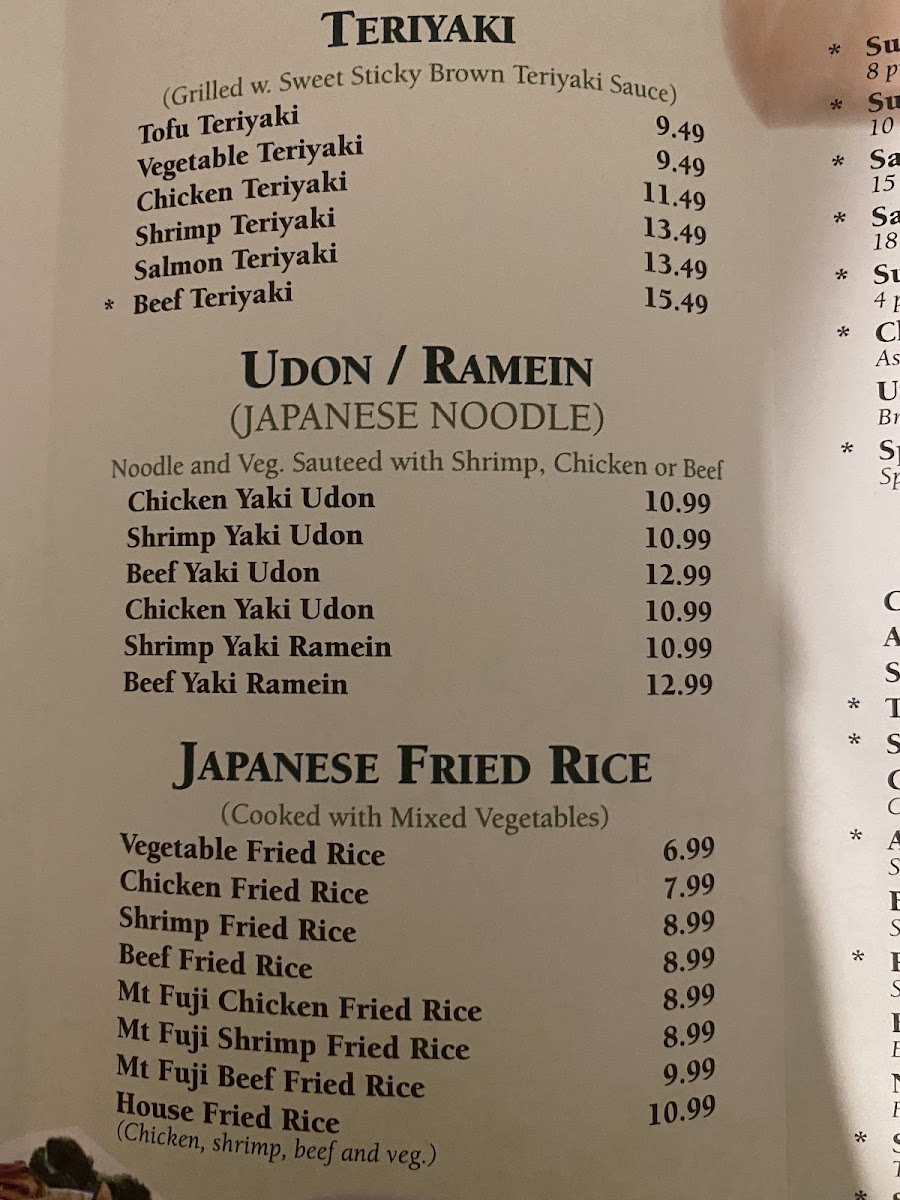 TERIYAKI
(Grilled w. Sweet Sticky Brown Teriyaki Sauce)
Tofu Teriyaki 9.49
Vegetable Teriyaki 9.49
Chicken Teriyaki 11.49
Shrimp Teriyaki 13.49
Salmon Teriyaki 13.49
* Beef Teriyaki 15.49
UDON / RAMEIN
(JAPANESE NOODLE)
Noodle and Veg. Sauteed with Shrimp, Chicken or Beef
Chicken Yaki Udon 10.99
Shrimp Yaki Udon 10.99
Beef Yaki Udon 12.99
Chicken Yaki Udon 10.99
Shrimp Yaki Ramein 10.99
Beef Yaki Ramein 12.99
JAPANESE FRIED RICE
(Cooked with Mixed Vegetables)
Vegetable Fried Rice 6.99
Chicken Fried Rice 7.99
Shrimp Fried Rice 8.99
Beef Fried Rice 8.99
Mt Fuji Chicken Fried Rice 8.99
Mt Fuji Shrimp Fried Rice 8.99
Mt Fuji Beef Fried Rice 9.99
House Fried Rice 10.99
(Chicken, shrimp, beef and veg.)